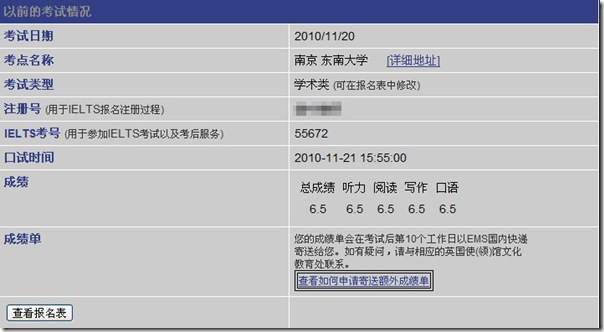 以前的考试情况
考试日期 2010/11/20
考点名称 南京 东南大学 [详细地址]
考试类型 学术类 (可在报名表中修改)
注册号 (用于IELTS报名注册过程)
IELTS考号 (用于参加IELTS考试以及考后服务) 55672
口试时间 2010-11-21 15:55:00
成绩 总成绩 听力 阅读 写作 口语
6.5 6.5 6.5 6.5 6.5
成绩单 您的成绩单会在考试后第10个工作日以EMS国内快递
寄送给您。如有疑问，请与相应的英国使(领)馆文化
教育处联系。
查看如何申请寄送额外成绩单
查看报名表